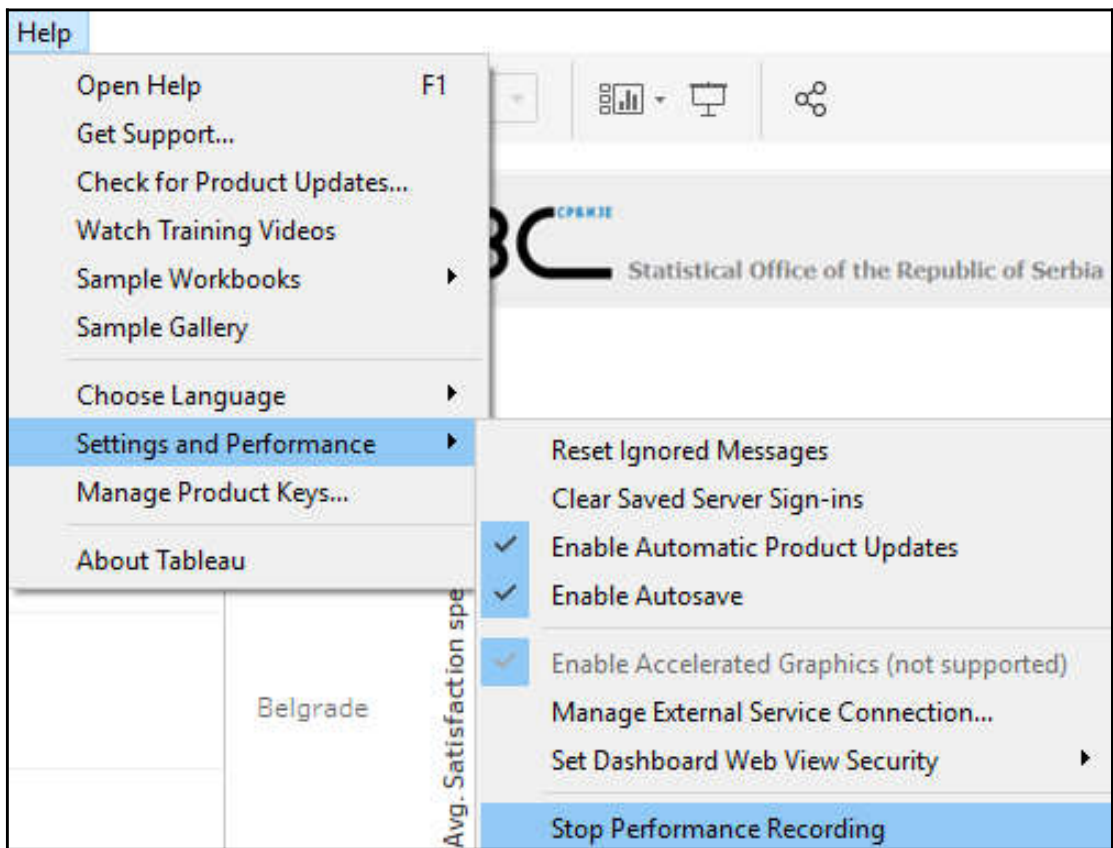 Help
Open Help F1
Get Support...
Check for Product Updates...
Watch Training Videos
Sample Workbooks
Sample Gallery
Choose Language
Settings and Performance
Manage Product Keys...
About Tableau
СРБИЈЕ
Statistical Office of the Republic of Serbia
Reset Ignored Messages
Clear Saved Server Sign-ins
Enable Automatic Product Updates
Enable Autosave
Enable Accelerated Graphics (not supported)
Manage External Service Connection...
Set Dashboard Web View Security
Stop Performance Recording
Belgrade
Avg. Satisfaction spe